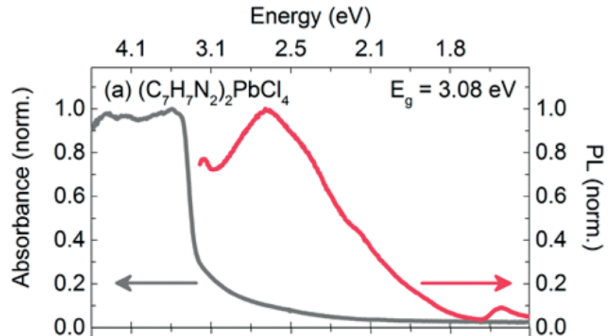 Energy (eV)
4.1 3.1 2.5 2.1 1.8
(a) (C₇H₇N₂)₂PbCl₄ E_g = 3.08 eV
Absorbance (norm.)
1.0
0.8
0.6
0.4
0.2
0.0
1.0
0.8
0.6
0.4
0.2
0.0
PL (norm.)